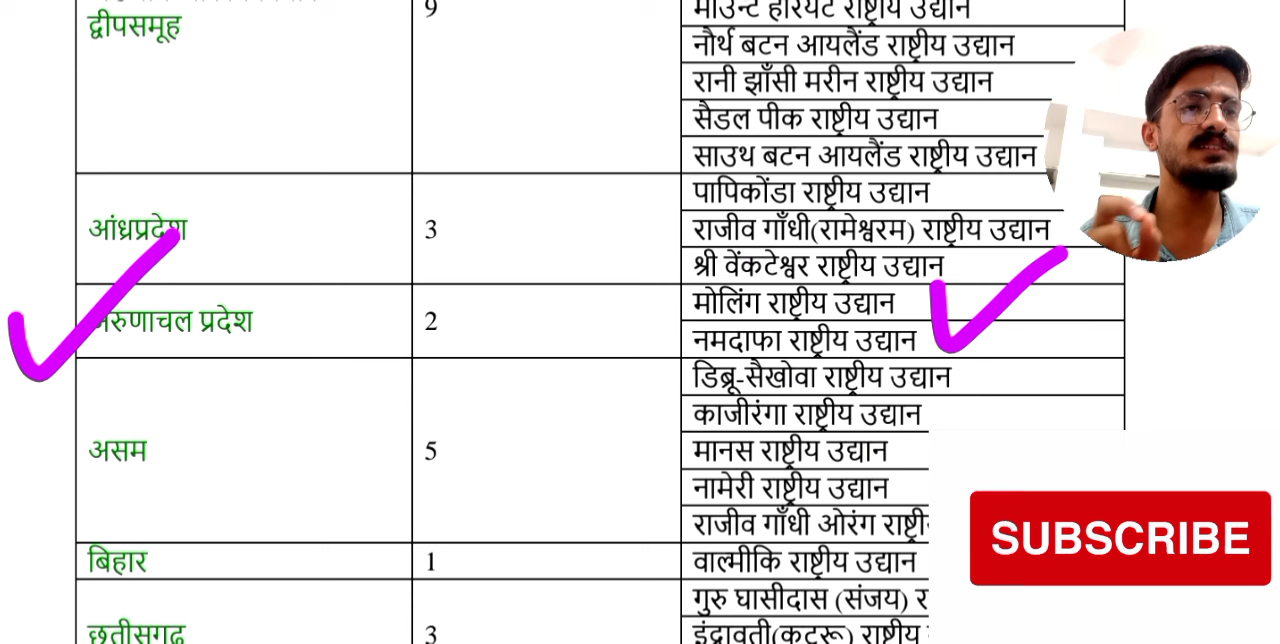 द्वीपसमूह
9
माउन्ट हैरियट राष्ट्रीय उद्यान
नौर्थ बटन आयलैंड राष्ट्रीय उद्यान
रानी झाँसी मरीन राष्ट्रीय उद्यान
सैडल पीक राष्ट्रीय उद्यान
साउथ बटन आयलैंड राष्ट्रीय उद्यान
आंध्रप्रदेश
3
पापिकोंडा राष्ट्रीय उद्यान
राजीव गाँधी(रामेश्वरम) राष्ट्रीय उद्यान
श्री वेंकटेश्वर राष्ट्रीय उद्यान
अरुणाचल प्रदेश
2
मोलिंग राष्ट्रीय उद्यान
नमदाफा राष्ट्रीय उद्यान
असम
5
डिब्रू-सैखोवा राष्ट्रीय उद्यान
काजीरंगा राष्ट्रीय उद्यान
मानस राष्ट्रीय उद्यान
नामेरी राष्ट्रीय उद्यान
राजीव गाँधी ओरंग
बिहार
1
वाल्मीकि राष्ट्रीय उद्यान
छत्तीसगढ़
3
गुरु घासीदास (संजय)
इंद्रावती(कुटरू) राष्ट्रीय
SUBSCRIBE